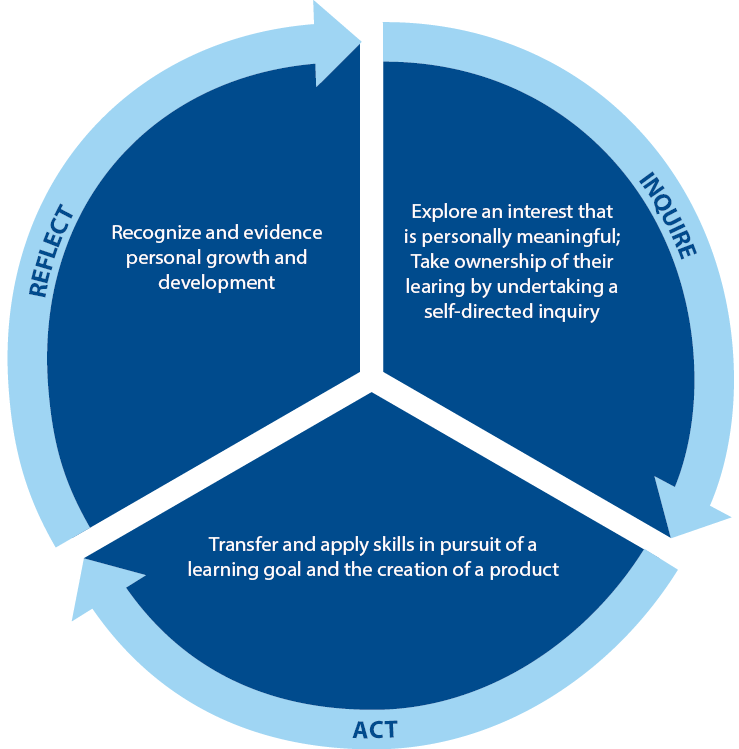 INQUIRE
Explore an interest that
is personally meaningful;
Take ownership of their
learing by undertaking a
self-directed inquiry
Transfer and apply skills in pursuit of a
learning goal and the creation of a product
ACT
REFLECT
Recognize and evidence
personal growth and
development